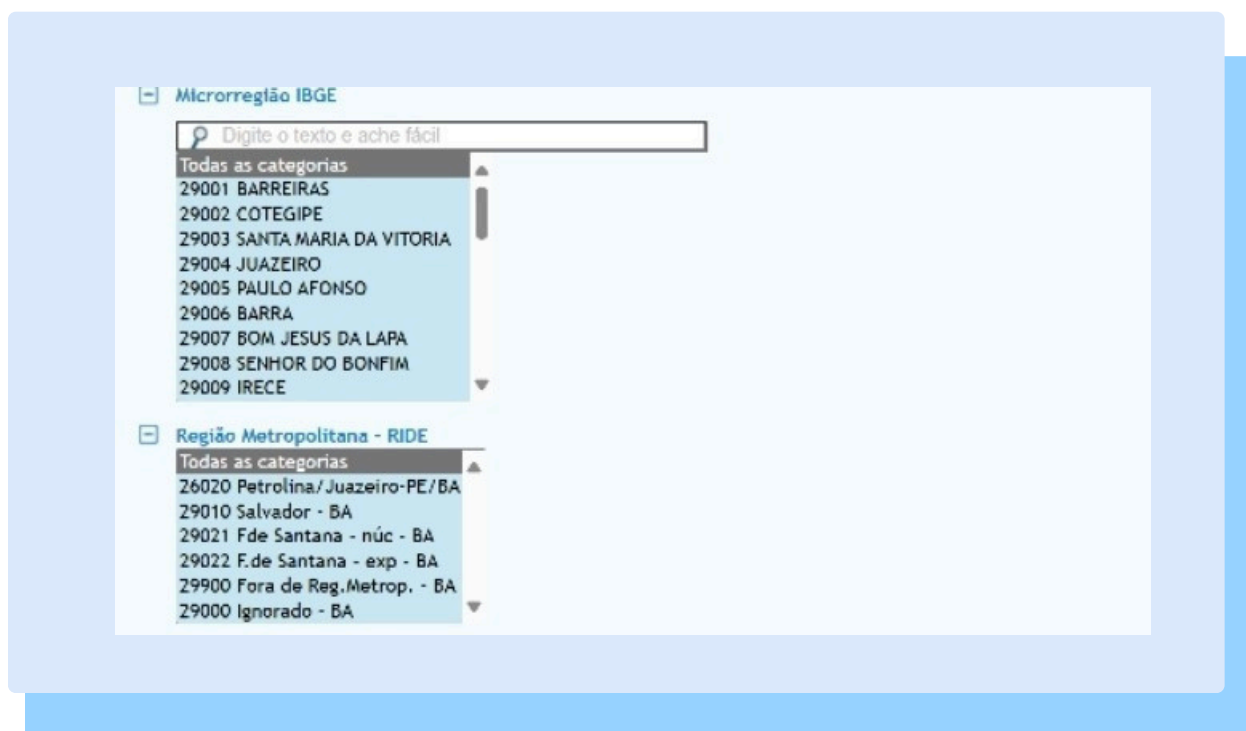 Microrregião IBGE
Digite o texto e ache fácil
Todas as categorias
29001 BARREIRAS
29002 COTEGIPE
29003 SANTA MARIA DA VITORIA
29004 JUAZEIRO
29005 PAULO AFONSO
29006 BARRA
29007 BOM JESUS DA LAPA
29008 SENHOR DO BONFIM
29009 IRECE
Região Metropolitana - RIDE
Todas as categorias
26020 Petrolina/Juazeiro-PE/BA
29010 Salvador - BA
29021 Fde Santana - núc - BA
29022 F.de Santana - exp - BA
29900 Fora de Reg.Metrop. - BA
29000 Ignorado - BA